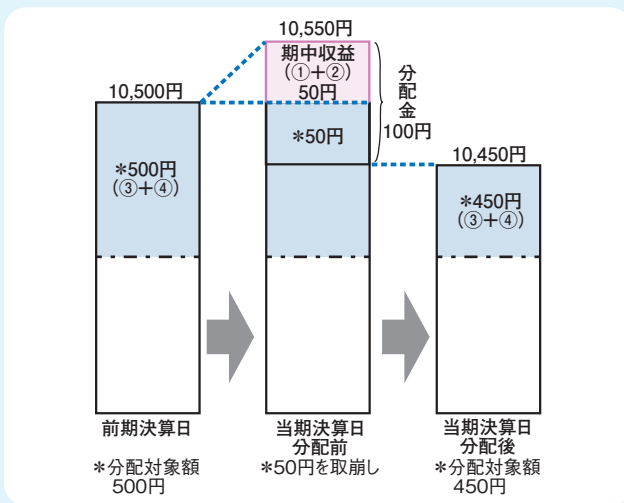 10,550円
期中収益
(①+②)
50円
分配金
100円
10,500円
*50円
10,450円
*500円
(③+④)
*450円
(③+④)
前期決算日
当期決算日
分配前
当期決算日
分配後
*分配対象額
500円
*50円を取崩し
*分配対象額
450円